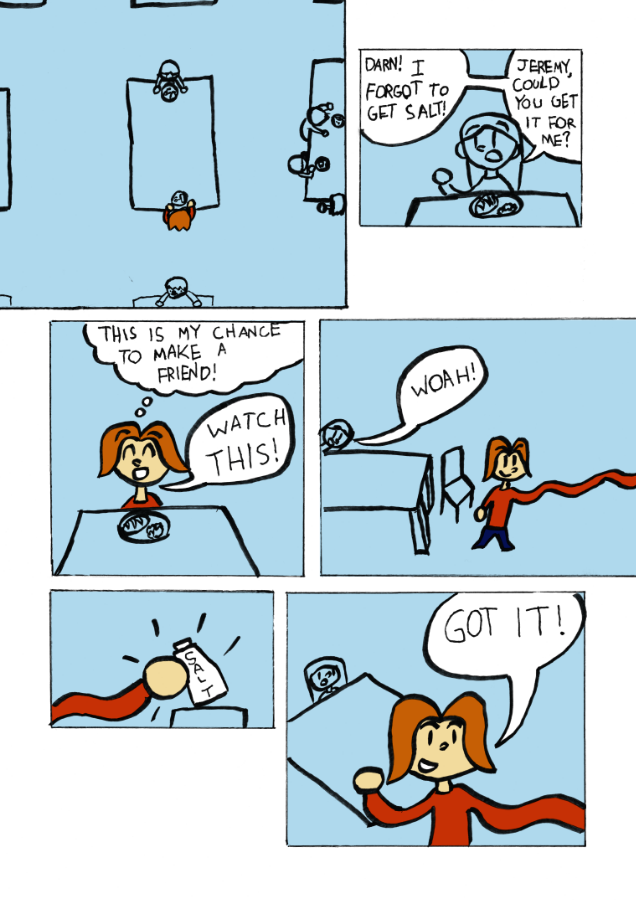 DARN! I
FORGOT TO
GET SALT!
JEREMY,
COULD
YOU GET
IT FOR
ME?
THIS IS MY CHANCE
TO MAKE A
FRIEND!
WATCH
THIS!
WOAH!
SALT
GOT IT!